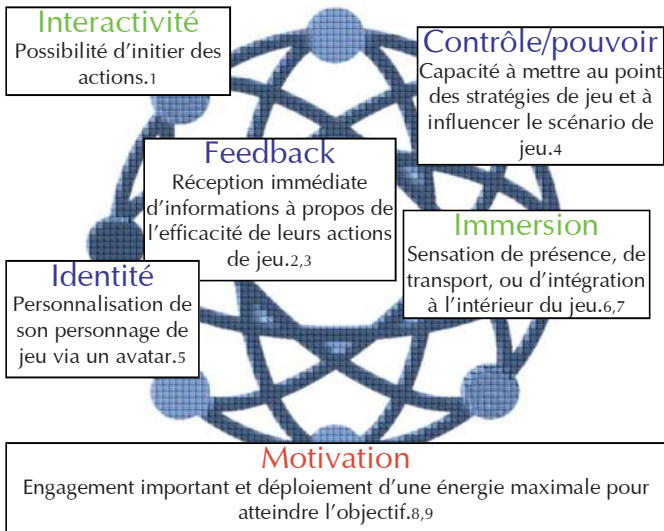 Interactivité
Possibilité d’initier des
actions.1
Contrôle/pouvoir
Capacité à mettre au point
des stratégies de jeu et à
influencer le scénario de
jeu.4
Feedback
Réception immédiate
d’informations à propos de
l’efficacité de leurs actions
de jeu.2,3
Immersion
Sensation de présence, de
transport, ou d’intégration
à l’intérieur du jeu.6,7
Identité
Personnalisation de
son personnage de
jeu via un avatar.5
Motivation
Engagement important et déploiement d’une énergie maximale pour
atteindre l’objectif.8,9